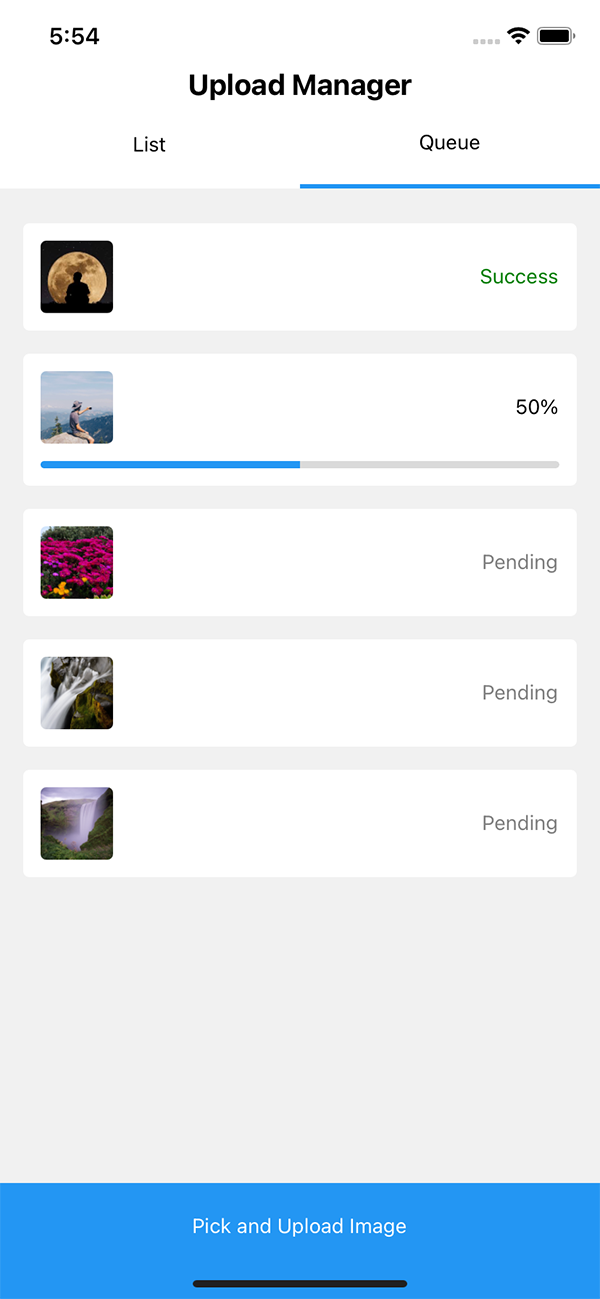 5:54
Upload Manager
List
Queue
Success
50%
Pending
Pending
Pending
Pick and Upload Image